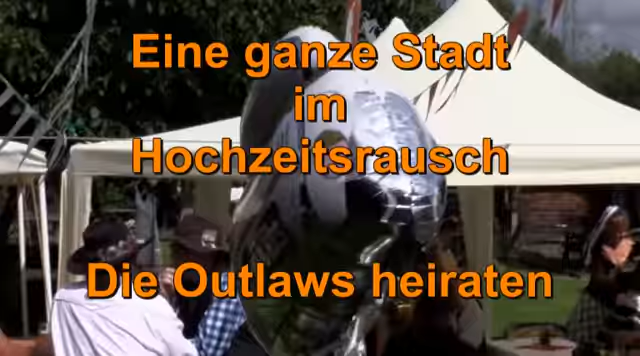 Eine ganze Stadt
im
Hochzeitsrausch
Die Outlaws heiraten